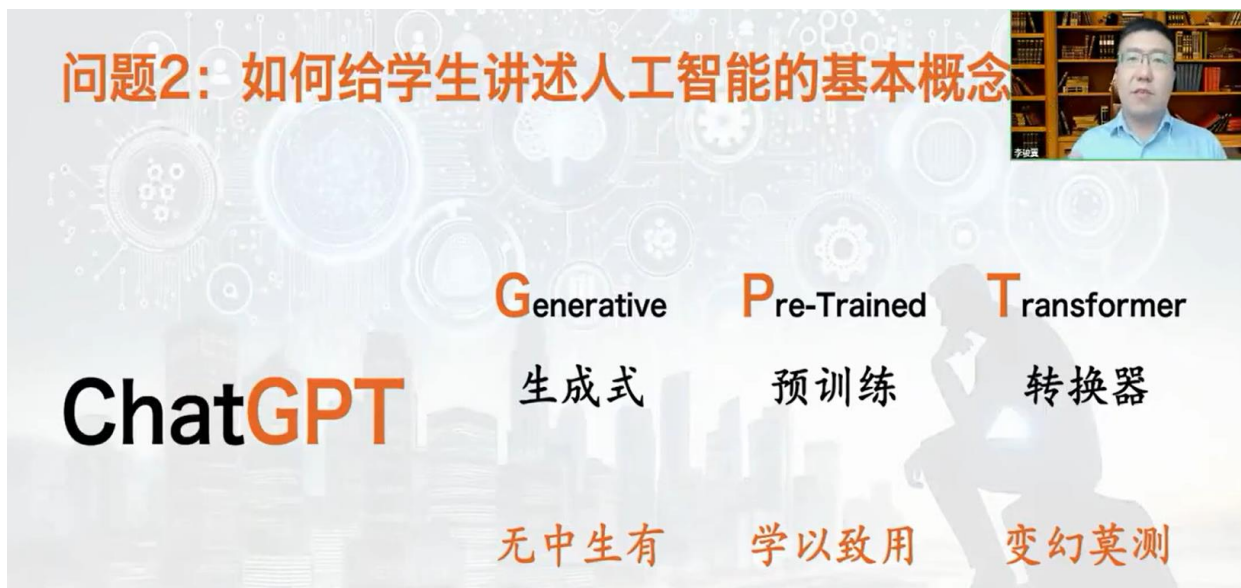 问题2：如何给学生讲述人工智能的基本概念
Generative Pre-Trained Transformer
生成式 预训练 转换器
ChatGPT
无中生有 学以致用 变幻莫测